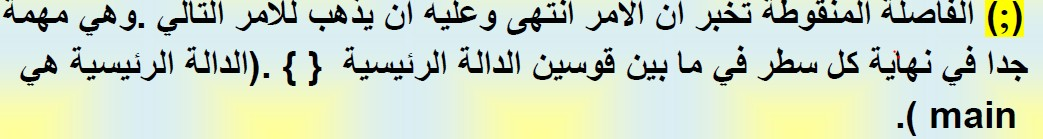 (;) الفاصلة المنقوطة تخبر ان الامر انتهى وعليه ان يذهب للامر التالي .وهي مهمة
جدا في نهاية كل سطر في ما بين قوسين الدالة الرئيسية { } .(الدالة الرئيسية هي
main ).